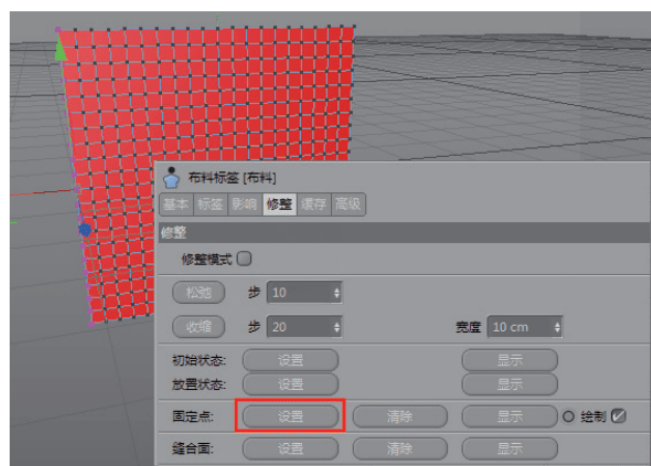 布料标签 [布料]
基本 标签 影响 修整 缓存 高级
修整
修整模式
松弛 步 10
收缩 步 20 宽度 10 cm
初始状态: 设置 显示
放置状态: 设置 显示
固定点: 设置 清除 显示 绘制
缝合面: 设置 清除 显示